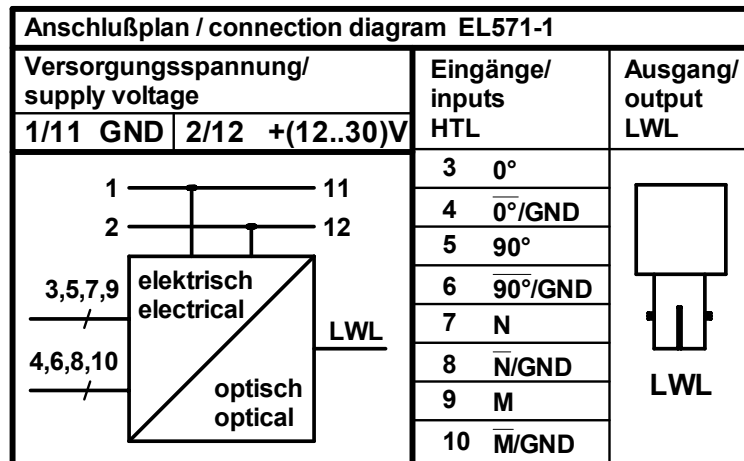 Anschlußplan / connection diagram EL571-1
Versorgungsspannung/
supply voltage
1/11 GND 2/12 +(12..30)V
Eingänge/
inputs
HTL
Ausgang/
output
LWL
1 11
2 12
3,5,7,9
4,6,8,10
elektrisch
electrical
optisch
optical
LWL
3 0°
4 0̅°̅/GND
5 90°
6 9̅0̅°̅/GND
7 N
8 N̅/GND
9 M
10 M̅/GND
LWL